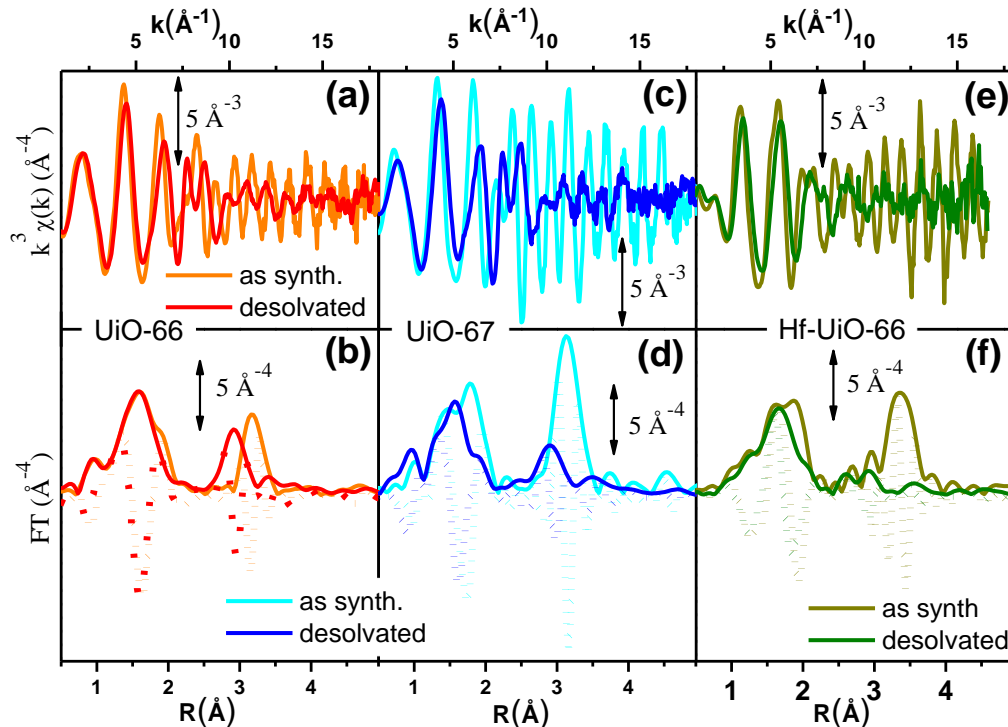 k(Å⁻¹) k(Å⁻¹) k(Å⁻¹)
5 10 15 5 10 15 5 10 15
(a) (c) (e)
5 Å⁻³ 5 Å⁻³
k³ χ(k) (Å⁻⁴)
5 Å⁻³
as synth.
desolvated
UiO-66 UiO-67 Hf-UiO-66
(b) (d) (f)
5 Å⁻⁴ 5 Å⁻⁴ 5 Å⁻⁴
FT (Å⁻⁴)
as synth. as synth
desolvated desolvated
1 2 3 4 1 2 3 4 1 2 3 4
R(Å) R(Å) R(Å)